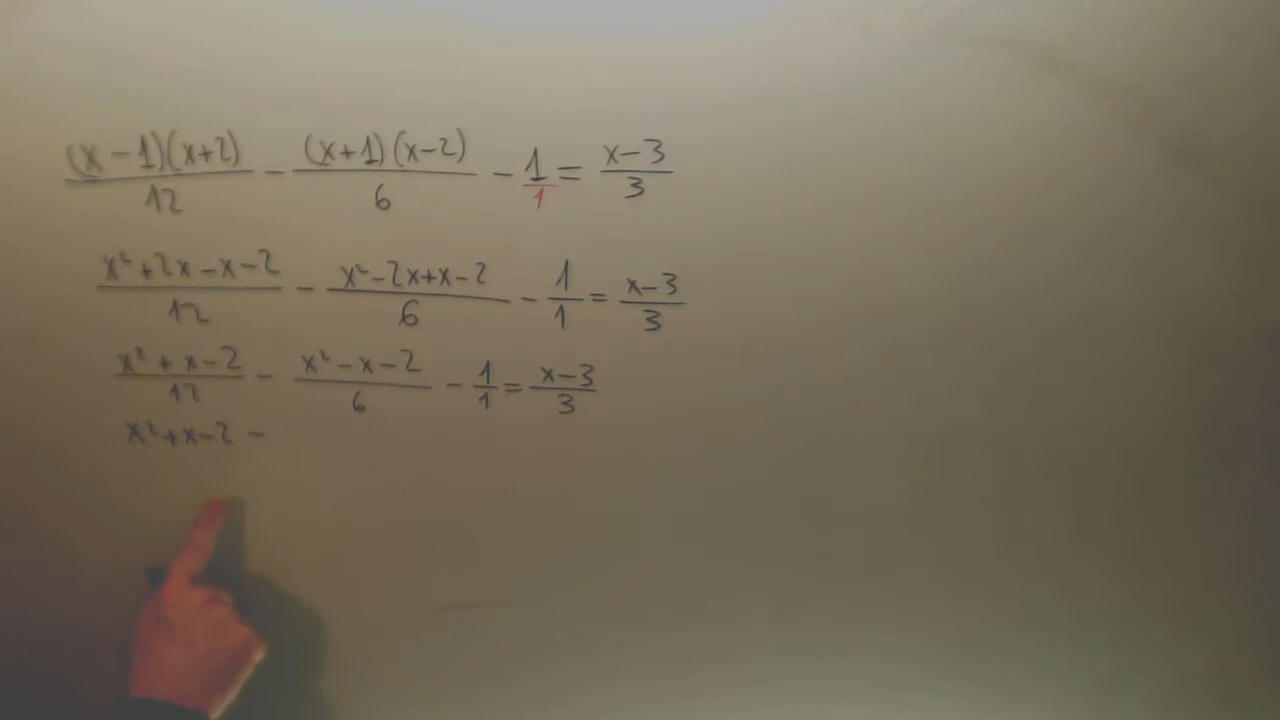 (x-1)(x+2)/12 - (x+1)(x-2)/6 - 1/1 = x-3/3
x²+2x-x-2/12 - x²-2x+x-2/6 - 1/1 = x-3/3
x²+x-2/12 - x²-x-2/6 - 1/1 = x-3/3
x²+x-2 -